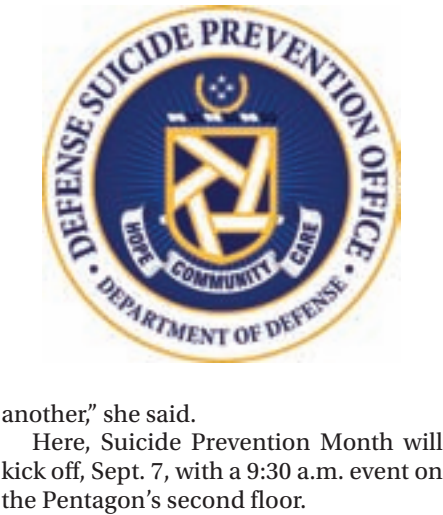 DEFENSE SUICIDE PREVENTION OFFICE
HOPE COMMUNITY CARE
DEPARTMENT OF DEFENSE
another,” she said.
Here, Suicide Prevention Month will
kick off, Sept. 7, with a 9:30 a.m. event on
the Pentagon’s second floor.